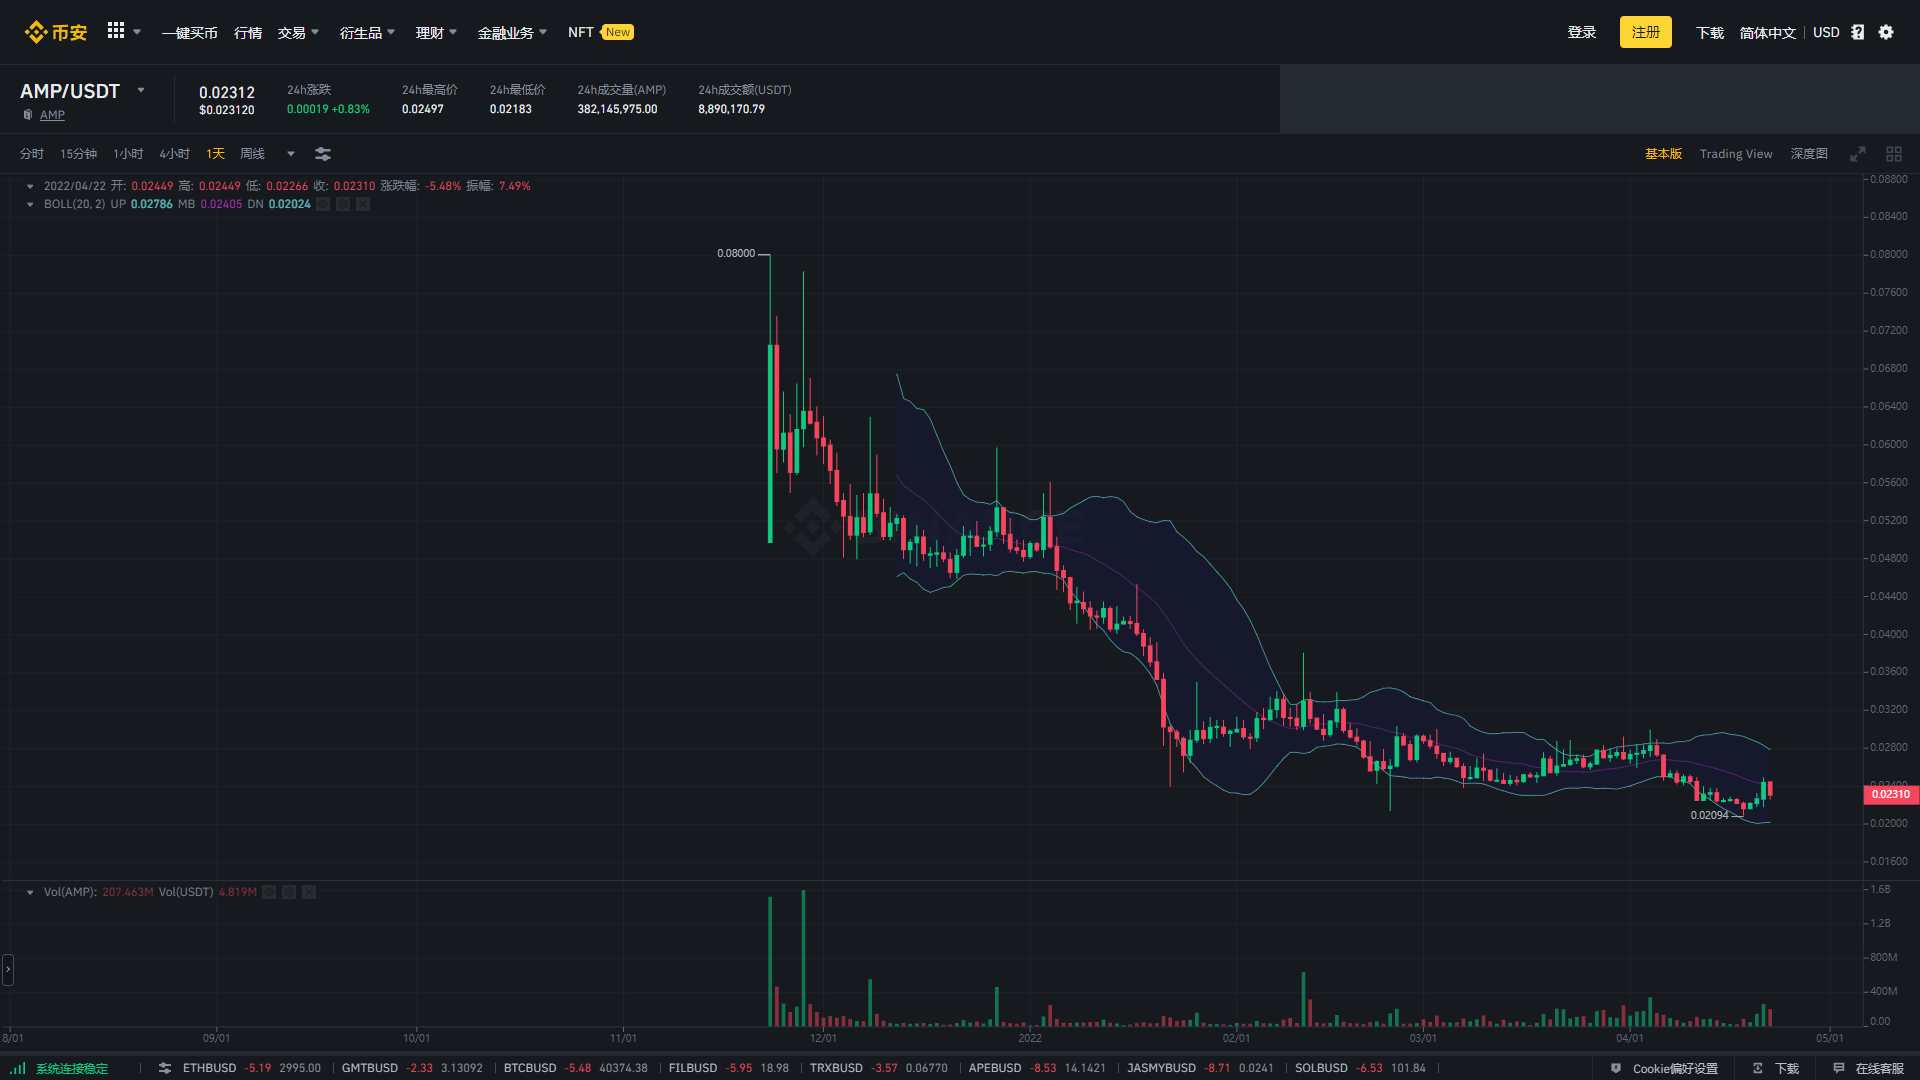 币安 一键买币 行情 交易 衍生品 理财 金融业务 NFT New 登录 注册 下载 简体中文 USD
AMP/USDT
AMP
0.02312
$0.023120
24h涨跌
0.00019 +0.83%
24h最高价
0.02497
24h最低价
0.02183
24h成交量(AMP)
382,145,975.00
24h成交额(USDT)
8,890,170.79
分时 15分钟 1小时 4小时 1天 周线 基本版 Trading View 深度图
2022/04/22 开: 0.02449 高: 0.02449 低: 0.02266 收: 0.02310 涨跌幅: -5.48% 振幅: 7.49%
BOLL(20, 2) UP 0.02786 MB 0.02405 DN 0.02024
0.08000
0.02094
0.08800
0.08400
0.08000
0.07600
0.07200
0.06800
0.06400
0.06000
0.05600
0.05200
0.04800
0.04400
0.04000
0.03600
0.03200
0.02800
0.02400
0.02310
0.02000
0.01600
Vol(AMP): 207.463M Vol(USDT) 4.819M
1.6B
1.2B
800M
400M
0.00
8/01 09/01 10/01 11/01 12/01 2022 02/01 03/01 04/01 05/01
系统连接稳定 ETHBUSD -5.19 2995.00 GMTBUSD -2.33 3.13092 BTCBUSD -5.48 40374.38 FILBUSD -5.95 18.98 TRXBUSD -3.57 0.06770 APEBUSD -8.53 14.1421 JASMYBUSD -8.71 0.0241 SOLBUSD -6.53 101.84 Cookie偏好设置 下载 在线客服